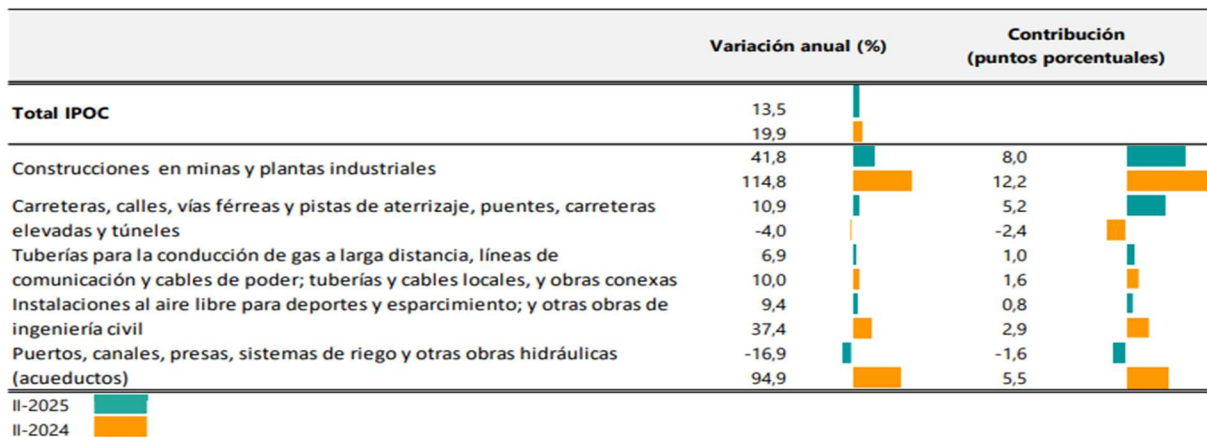 Variación anual (%) Contribución (puntos porcentuales)
Total IPOC 13,5
19,9
Construcciones en minas y plantas industriales 41,8 8,0
114,8 12,2
Carreteras, calles, vías férreas y pistas de aterrizaje, puentes, carreteras 10,9 5,2
elevadas y túneles -4,0 -2,4
Tuberías para la conducción de gas a larga distancia, líneas de 6,9 1,0
comunicación y cables de poder; tuberías y cables locales, y obras conexas 10,0 1,6
Instalaciones al aire libre para deportes y esparcimiento; y otras obras de 9,4 0,8
ingeniería civil 37,4 2,9
Puertos, canales, presas, sistemas de riego y otras obras hidráulicas -16,9 -1,6
(acueductos) 94,9 5,5
II-2025
II-2024